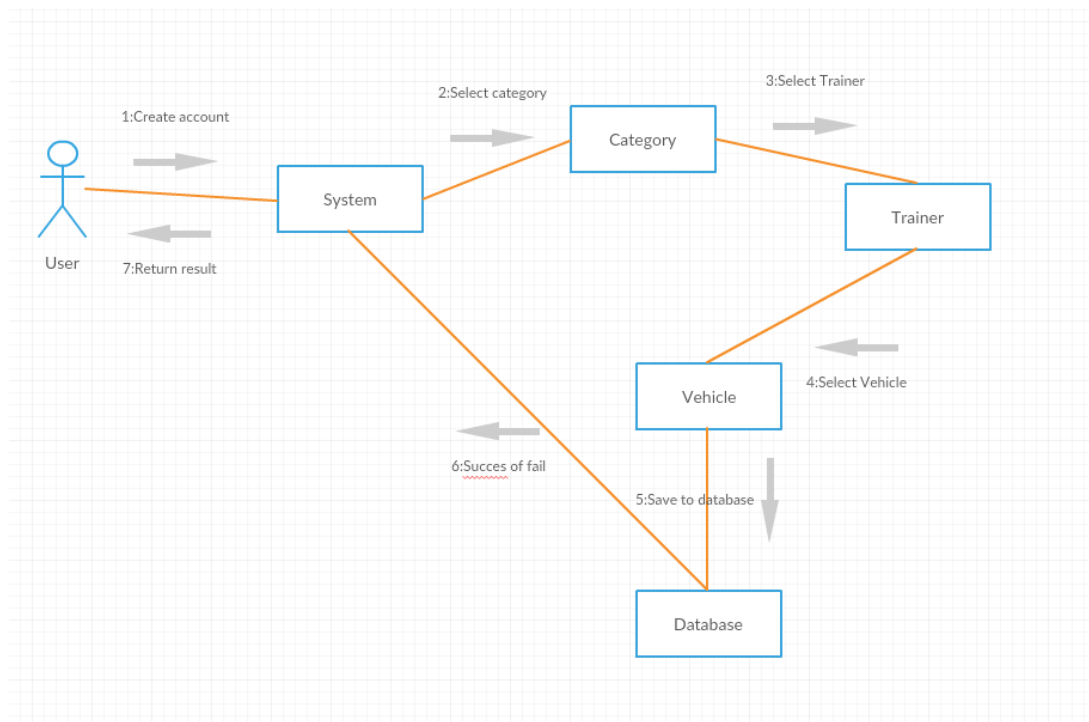 3:Select Trainer
2:Select category
1:Create account
Category
System
Trainer
User
7:Return result
4:Select Vehicle
Vehicle
6:Succes of fail
5:Save to database
Database